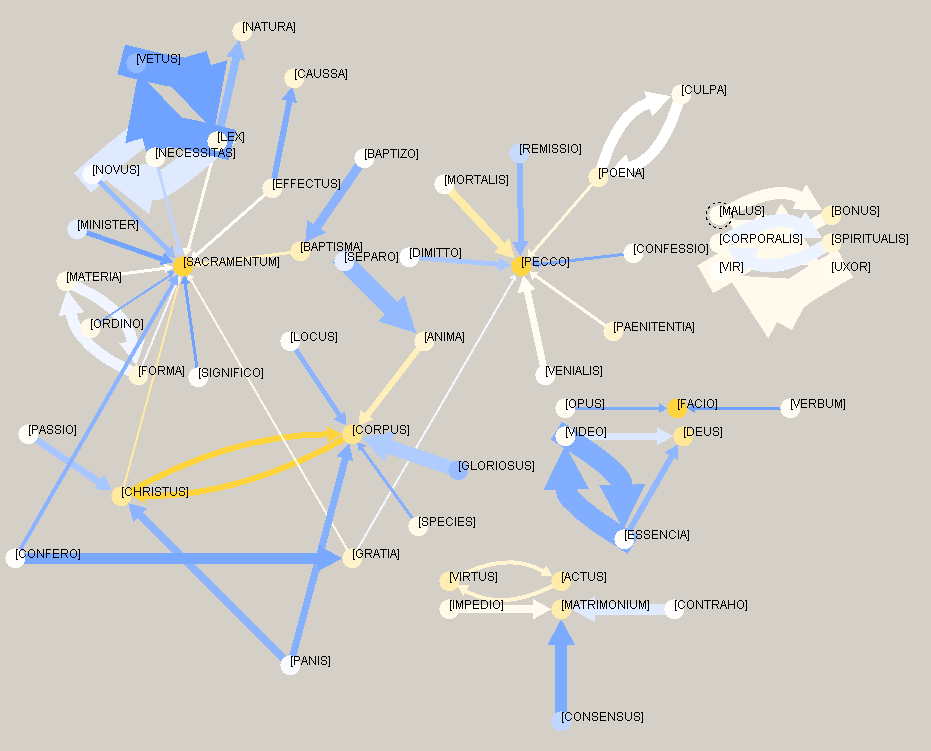 [NATURA]
[VETUS]
[CAUSSA]
[CULPA]
[LEX]
[NECESSITAS]
[BAPTIZO]
[REMISSIO]
[NOVUS]
[EFFECTUS]
[MORTALIS]
[POENA]
[MINISTER]
[MALUS]
[BONUS]
[BAPTISMA]
[SEPARO]
[DIMITTO]
[CONFESSIO]
[CORPORALIS]
[SPIRITUALIS]
[SACRAMENTUM]
[PECCO]
[VIR]
[UXOR]
[MATERIA]
[ORDINO]
[LOCUS]
[ANIMA]
[PAENITENTIA]
[FORMA]
[SIGNIFICO]
[VENIALIS]
[OPUS]
[FACIO]
[VERBUM]
[PASSIO]
[CORPUS]
[VIDEO]
[DEUS]
[GLORIOSUS]
[CHRISTUS]
[SPECIES]
[ESSENCIA]
[CONFERO]
[GRATIA]
[VIRTUS]
[ACTUS]
[IMPEDIO]
[MATRIMONIUM]
[CONTRAHO]
[PANIS]
[CONSENSUS]